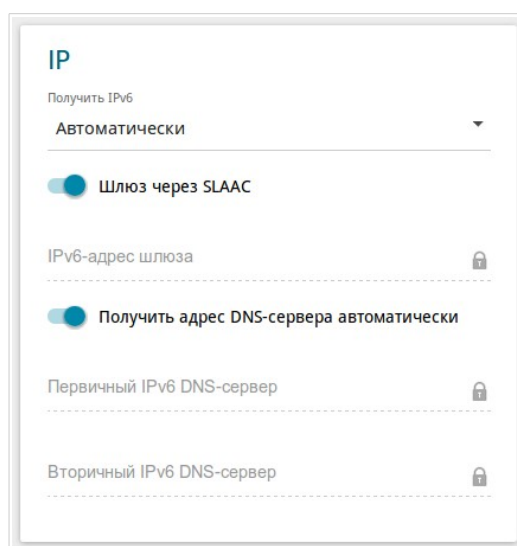 IP
Получить IPv6
Автоматически
Шлюз через SLAAC
IPv6-адрес шлюза
Получить адрес DNS-сервера автоматически
Первичный IPv6 DNS-сервер
Вторичный IPv6 DNS-сервер